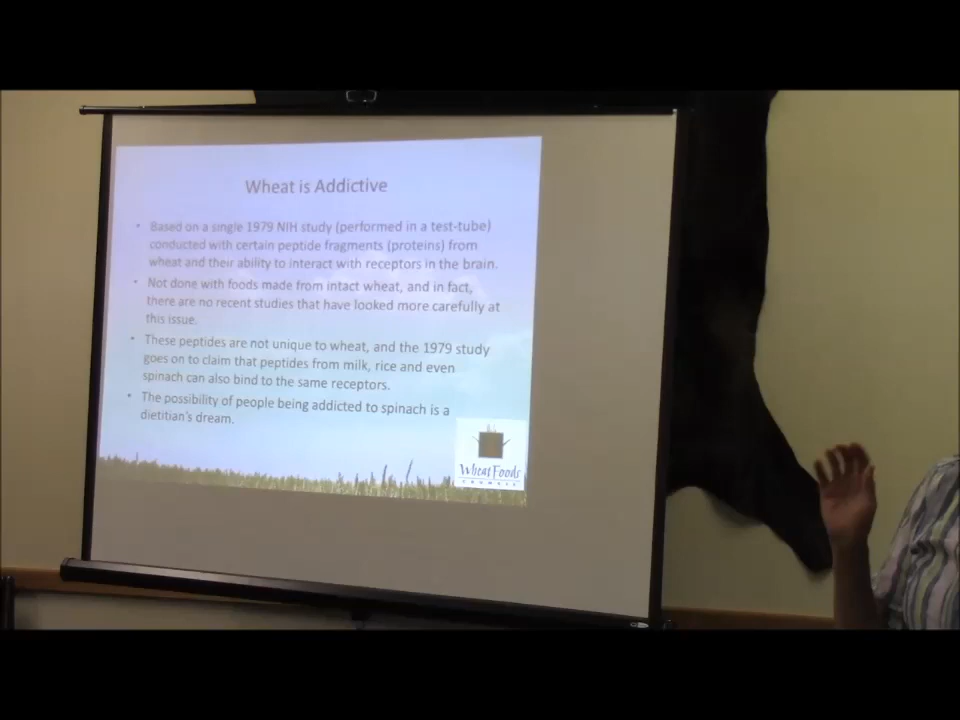 Wheat is Addictive
• Based on a single 1979 NIH study (performed in a test-tube)
conducted with certain peptide fragments (proteins) from
wheat and their ability to interact with receptors in the brain.
• Not done with foods made from intact wheat, and in fact,
there are no recent studies that have looked more carefully at
this issue.
• These peptides are not unique to wheat, and the 1979 study
goes on to claim that peptides from milk, rice and even
spinach can also bind to the same receptors.
• The possibility of people being addicted to spinach is a
dietitian's dream.
Wheat Foods
COUNCIL